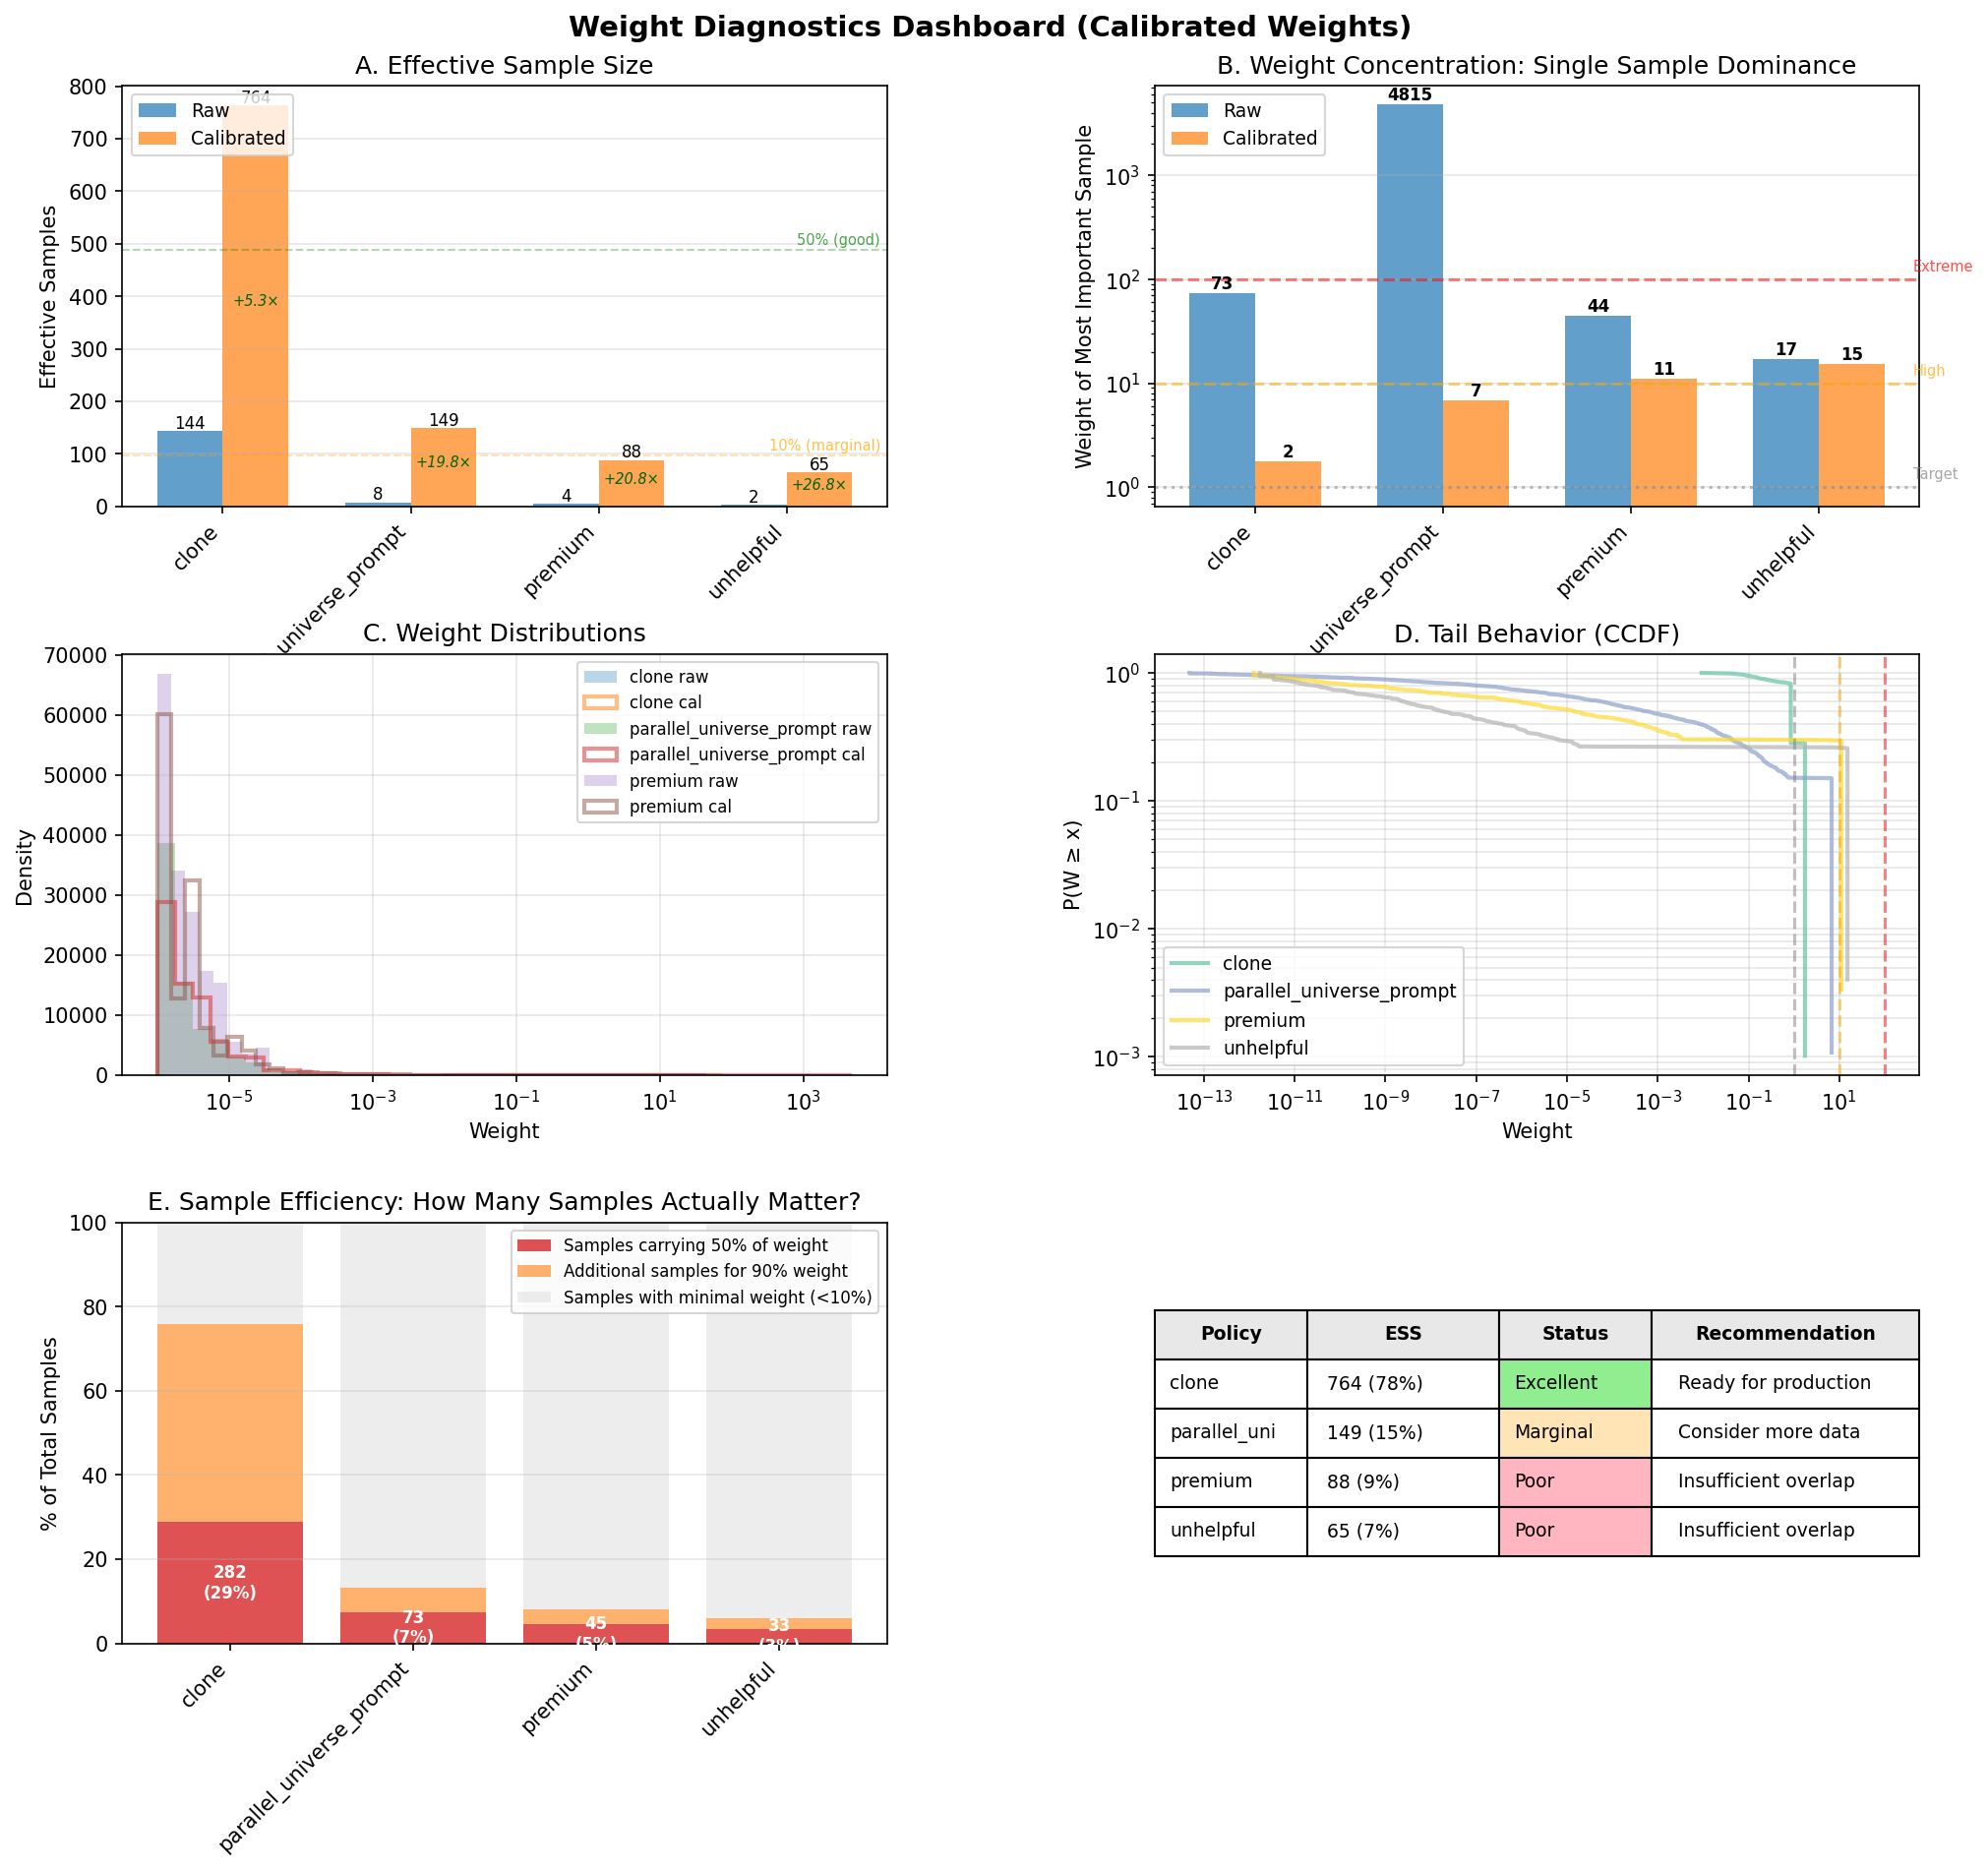 Weight Diagnostics Dashboard (Calibrated Weights)
A. Effective Sample Size
Effective Samples
800
700
600
500
400
300
200
100
0
Raw
Calibrated
764
50% (good)
+5.3×
144
10% (marginal)
8
149
+19.8×
4
88
+20.8×
2
65
+26.8×
clone
universe_prompt
premium
unhelpful
B. Weight Concentration: Single Sample Dominance
Weight of Most Important Sample
10³
10²
10¹
10⁰
Raw
Calibrated
4815
Extreme
73
44
High
17
15
11
7
2
Target
clone
universe_prompt
premium
unhelpful
C. Weight Distributions
Density
70000
60000
50000
40000
30000
20000
10000
0
clone raw
clone cal
parallel_universe_prompt raw
parallel_universe_prompt cal
premium raw
premium cal
10⁻⁵
10⁻³
10⁻¹
10¹
10³
Weight
D. Tail Behavior (CCDF)
P(W ≥ x)
10⁰
10⁻¹
10⁻²
10⁻³
clone
parallel_universe_prompt
premium
unhelpful
10⁻¹³
10⁻¹¹
10⁻⁹
10⁻⁷
10⁻⁵
10⁻³
10⁻¹
10¹
Weight
E. Sample Efficiency: How Many Samples Actually Matter?
% of Total Samples
100
80
60
40
20
0
Samples carrying 50% of weight
Additional samples for 90% weight
Samples with minimal weight (<10%)
282
(29%)
73
(7%)
45
(5%)
33
(3%)
clone
parallel_universe_prompt
premium
unhelpful
Policy ESS Status Recommendation
clone 764 (78%) Excellent Ready for production
parallel_uni 149 (15%) Marginal Consider more data
premium 88 (9%) Poor Insufficient overlap
unhelpful 65 (7%) Poor Insufficient overlap